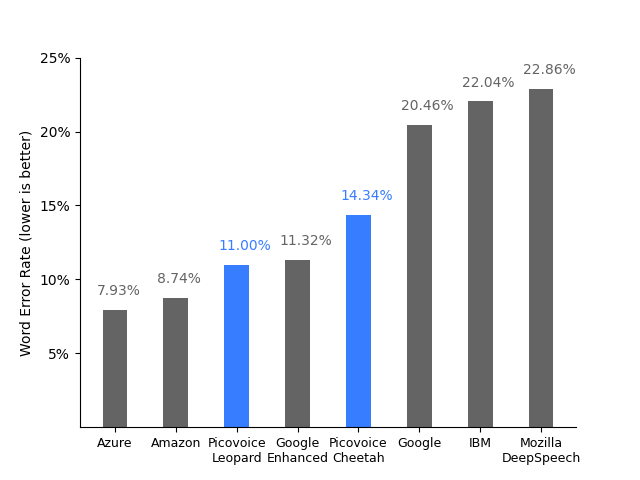 25%
20%
15%
10%
5%
Word Error Rate (lower is better)
7.93%
8.74%
11.00%
11.32%
14.34%
20.46%
22.04%
22.86%
Azure
Amazon
Picovoice
Leopard
Google
Enhanced
Picovoice
Cheetah
Google
IBM
Mozilla
DeepSpeech